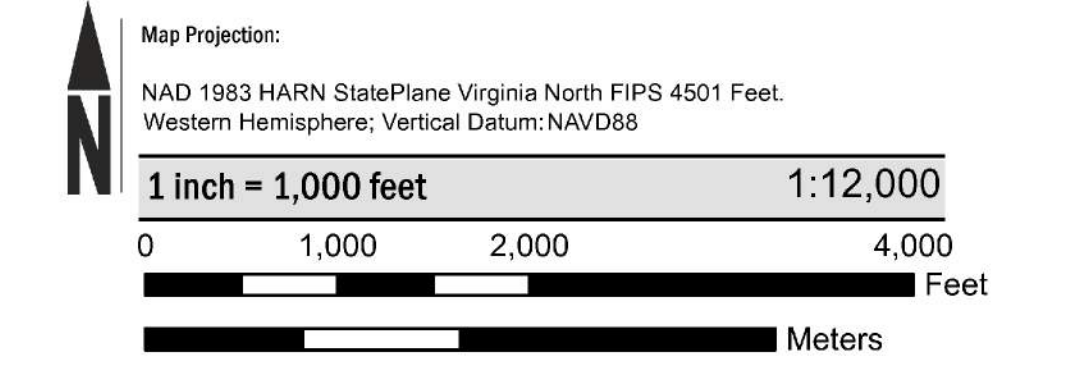 N
Map Projection:
NAD 1983 HARN StatePlane Virginia North FIPS 4501 Feet.
Western Hemisphere; Vertical Datum:NAVD88
1 inch = 1,000 feet 1:12,000
0 1,000 2,000 4,000
Feet
Meters